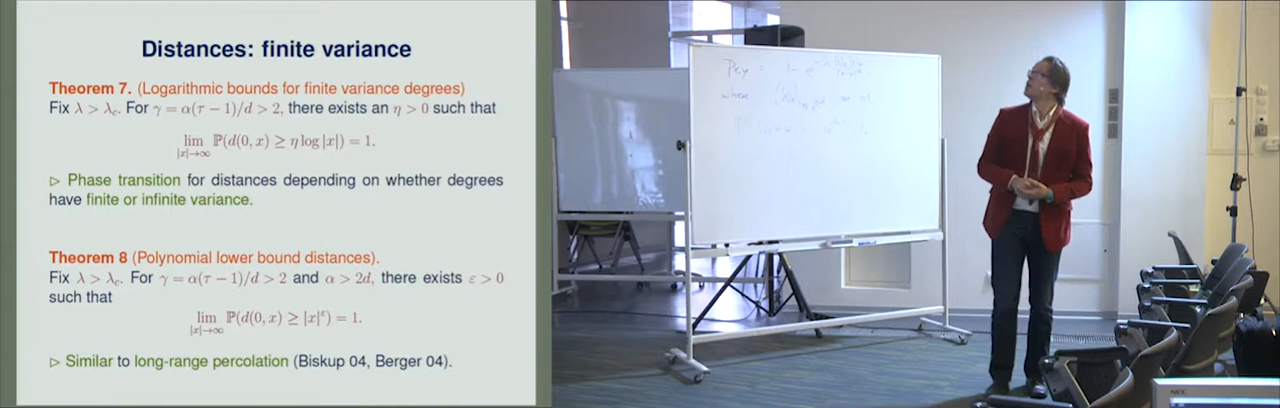 Distances: finite variance
Theorem 7. (Logarithmic bounds for finite variance degrees)
Fix λ > λ_c. For γ = α(τ − 1)/d > 2, there exists an η > 0 such that
lim_{|x|→∞} ℙ(d(0, x) ≥ η log |x|) = 1.
▷ Phase transition for distances depending on whether degrees
have finite or infinite variance.
Theorem 8 (Polynomial lower bound distances).
Fix λ > λ_c. For γ = α(τ − 1)/d > 2 and α > 2d, there exists ε > 0
such that
lim_{|x|→∞} ℙ(d(0, x) ≥ |x|^ε) = 1.
▷ Similar to long-range percolation (Biskup 04, Berger 04).
where
NEC